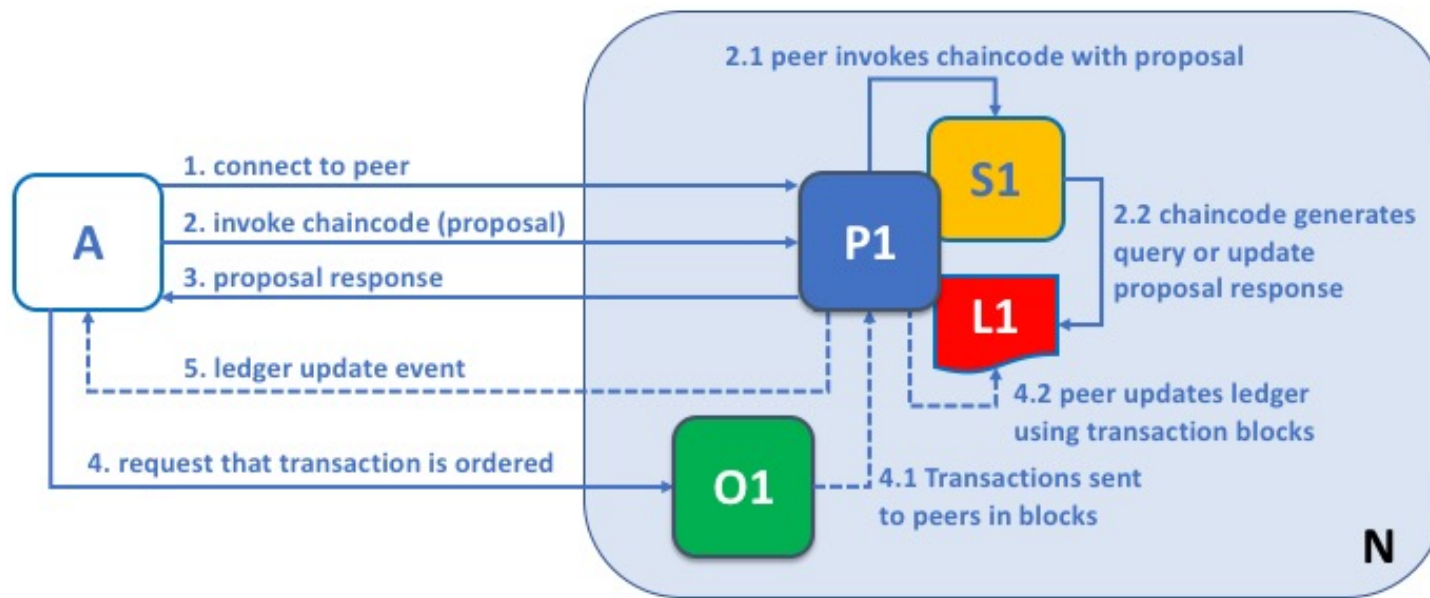 2.1 peer invokes chaincode with proposal
1. connect to peer
S1
A
2. invoke chaincode (proposal)
P1
2.2 chaincode generates
query or update
proposal response
3. proposal response
L1
5. ledger update event
4.2 peer updates ledger
using transaction blocks
4. request that transaction is ordered
O1
4.1 Transactions sent
to peers in blocks
N